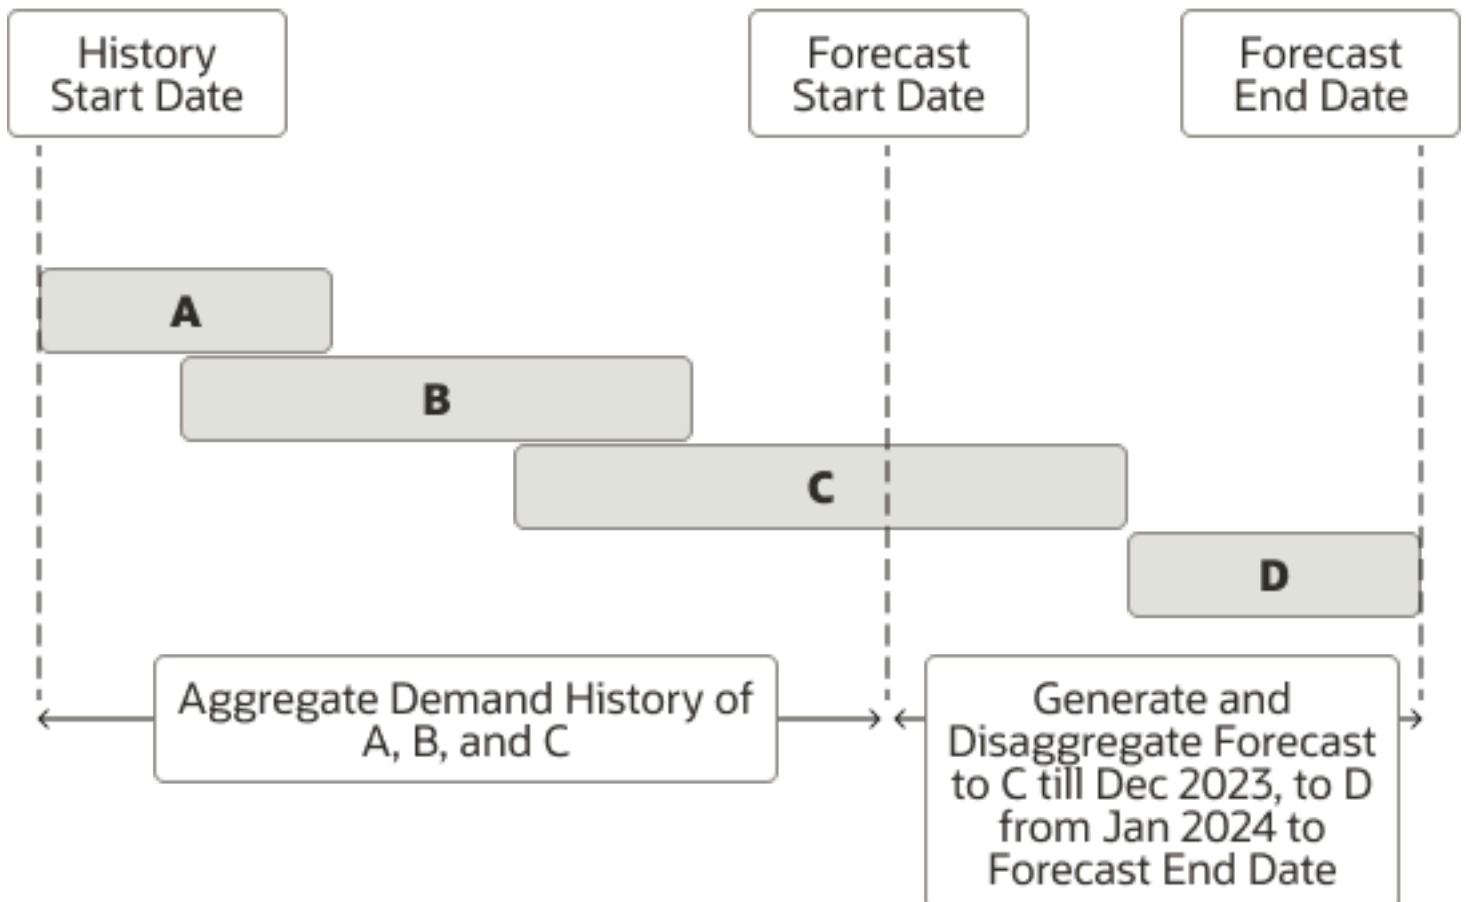 History
Start Date
Forecast
Start Date
Forecast
End Date
A
B
C
D
Aggregate Demand History of
A, B, and C
Generate and
Disaggregate Forecast
to C till Dec 2023, to D
from Jan 2024 to
Forecast End Date